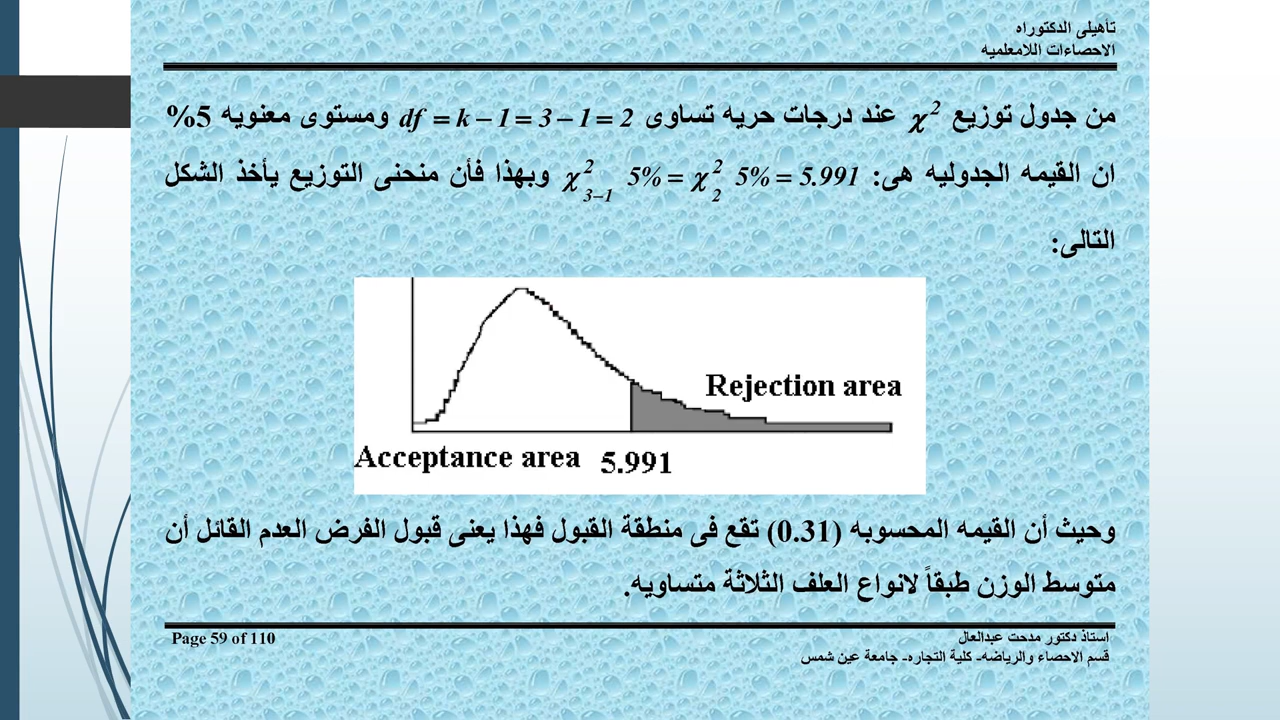 تأهيلى الدكتوراه
الاحصاءات اللامعلميه
من جدول توزيع χ² عند درجات حريه تساوى df = k − 1 = 3 − 1 = 2 ومستوى معنويه 5%
ان القيمه الجدوليه هى: χ²₃₋₁ 5% = χ²₂ 5% = 5.991 وبهذا فأن منحنى التوزيع يأخذ الشكل
التالى:
Rejection area
Acceptance area 5.991
وحيث أن القيمه المحسوبه (0.31) تقع فى منطقة القبول فهذا يعنى قبول الفرض العدم القائل أن
متوسط الوزن طبقاً لانواع العلف الثلاثة متساويه.
استاذ دكتور مدحت عبدالعال Page 59 of 110
قسم الاحصاء والرياضه- كلية التجاره- جامعة عين شمس